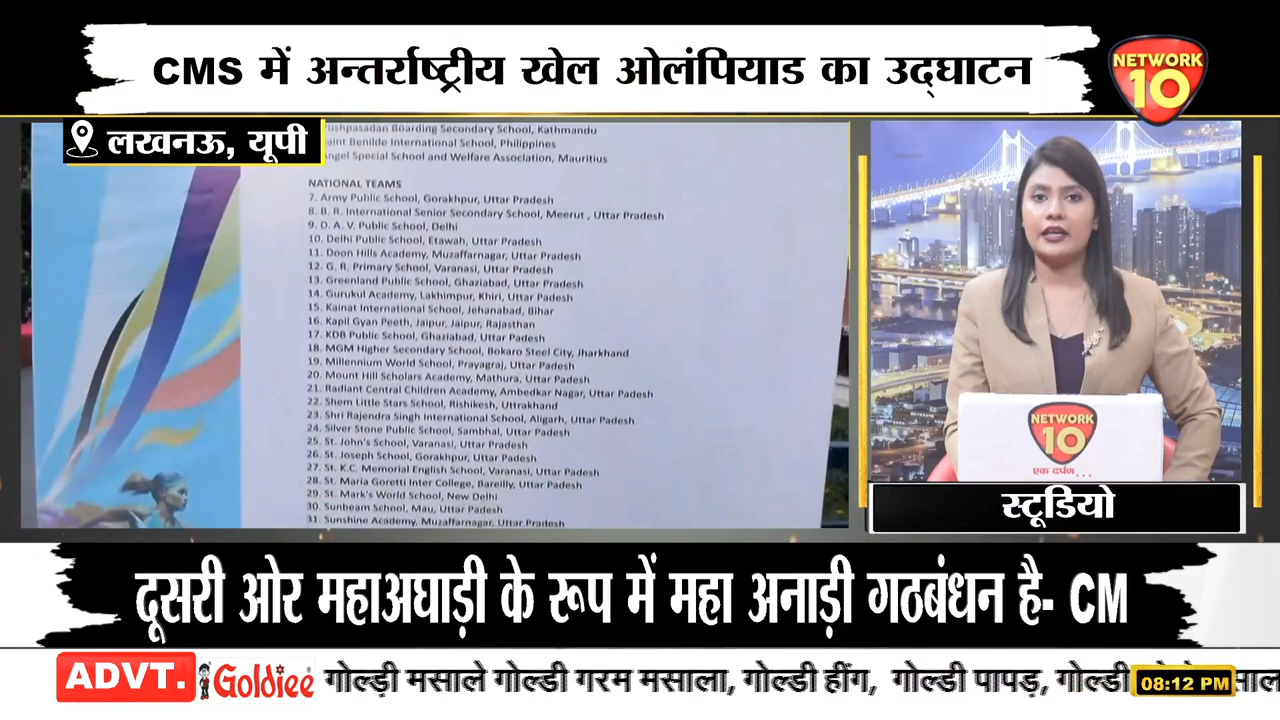 CMS में अन्तर्राष्ट्रीय खेल ओलंपियाड का उद्घाटन
NETWORK
10
लखनऊ, यूपी
Boarding Secondary School, Kathmandu
Benilde International School, Philippines
Angel Special School and Welfare Association, Mauritius
NATIONAL TEAMS
7. Army Public School, Gorakhpur, Uttar Pradesh
8. B. R. International Senior Secondary School, Meerut , Uttar Pradesh
9. D. A. V. Public School, Delhi
10. Delhi Public School, Etawah, Uttar Pradesh
11. Doon Hills Academy, Muzaffarnagar, Uttar Pradesh
12. G. R. Primary School, Varanasi, Uttar Pradesh
13. Greenland Public School, Ghaziabad, Uttar Pradesh
14. Gurukul Academy, Lakhimpur, Khiri, Uttar Padesh
15. Kainat International School, Jehanabad, Bihar
16. Kapil Gyan Peeth, Jaipur, Jaipur, Rajasthan
17. KDB Public School, Ghaziabad, Uttar Padesh
18. MGM Higher Secondary School, Bokaro Steel City, Jharkhand
19. Millennium World School, Prayagraj, Uttar Padesh
20. Mount Hill Scholars Academy, Mathura, Uttar Padesh
21. Radiant Central Children Academy, Ambedkar Nagar, Uttar Padesh
22. Shem Little Stars School, Rishikesh, Uttrakhand
23. Shri Rajendra Singh International School, Aligarh, Uttar Padesh
24. Silver Stone Public School, Sambhal, Uttar Padesh
25. St. John's School, Varanasi, Uttar Pradesh
26. St. Joseph School, Gorakhpur, Uttar Padesh
27. St. K.C. Memorial English School, Varanasi, Uttar Padesh
28. St. Maria Goretti Inter College, Bareilly, Uttar Padesh
29. St. Mark's World School, New Delhi
30. Sunbeam School, Mau, Uttar Padesh
31. Sunshine Academy, Muzaffarnagar, Uttar Pradesh
NETWORK
10
एक दर्पण...
स्टूडियो
दूसरी ओर महाअघाड़ी के रूप में महा अनाड़ी गठबंधन है- CM
ADVT. Goldiee गोल्ड़ी मसाले गोल्डी गरम मसाला, गोल्डी हींग, गोल्डी पापड़, गोल्डी
08:12 PM